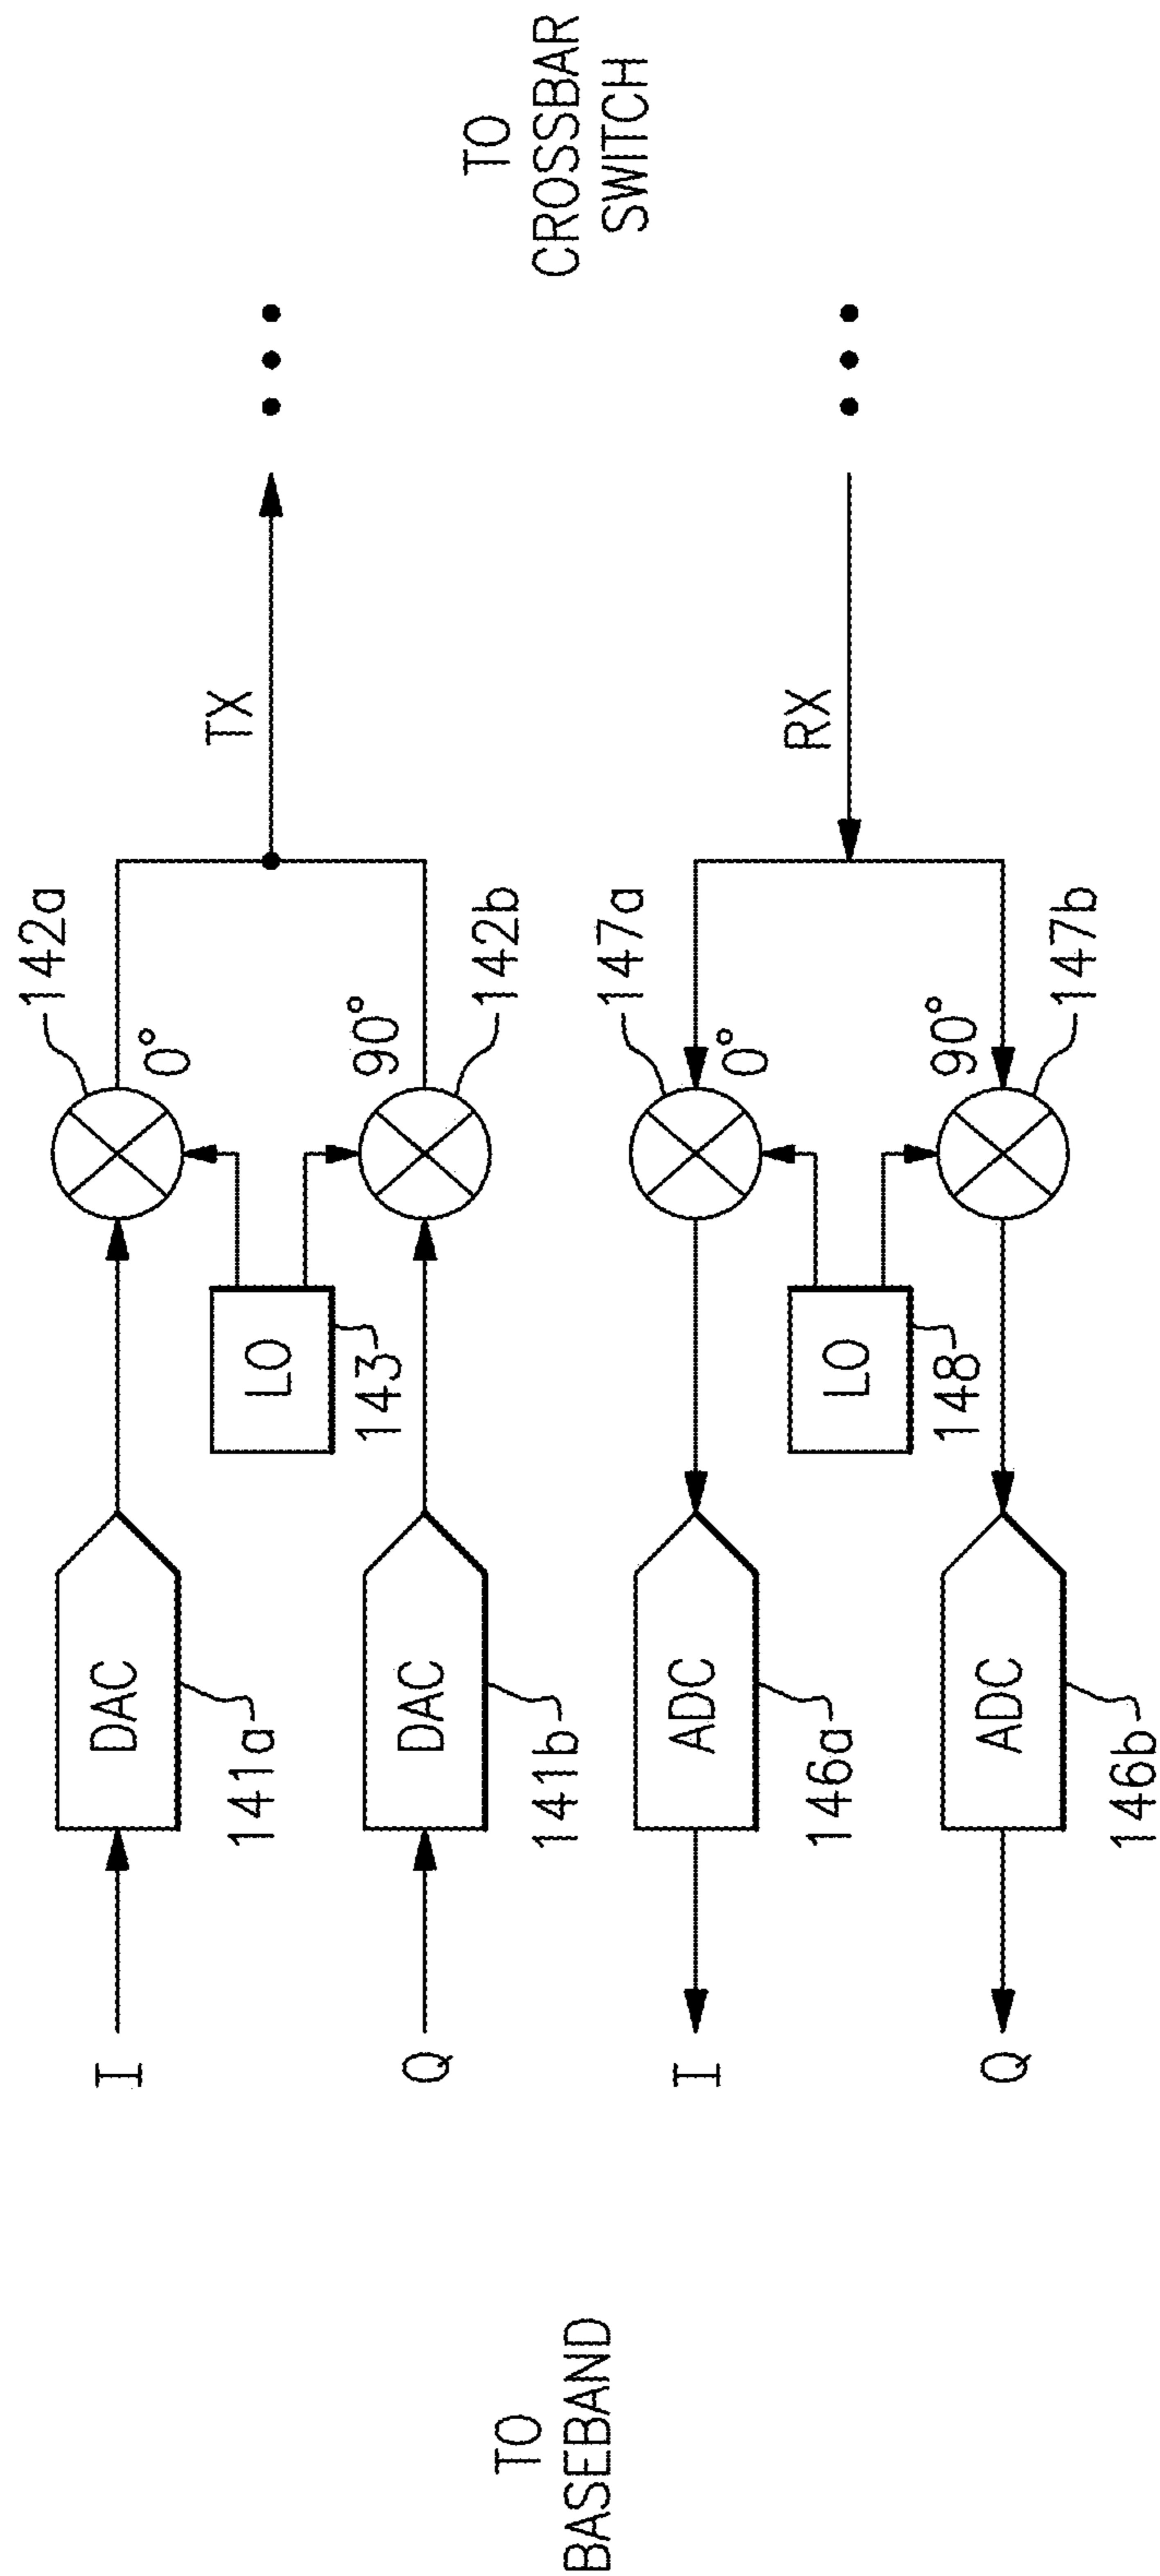 TO
BASEBAND
I
DAC
141a
LO
143
142a
0°
90°
142b
TX
Q
DAC
141b
I
ADC
146a
LO
148
147a
0°
90°
147b
RX
Q
ADC
146b
TO
CROSSBAR
SWITCH